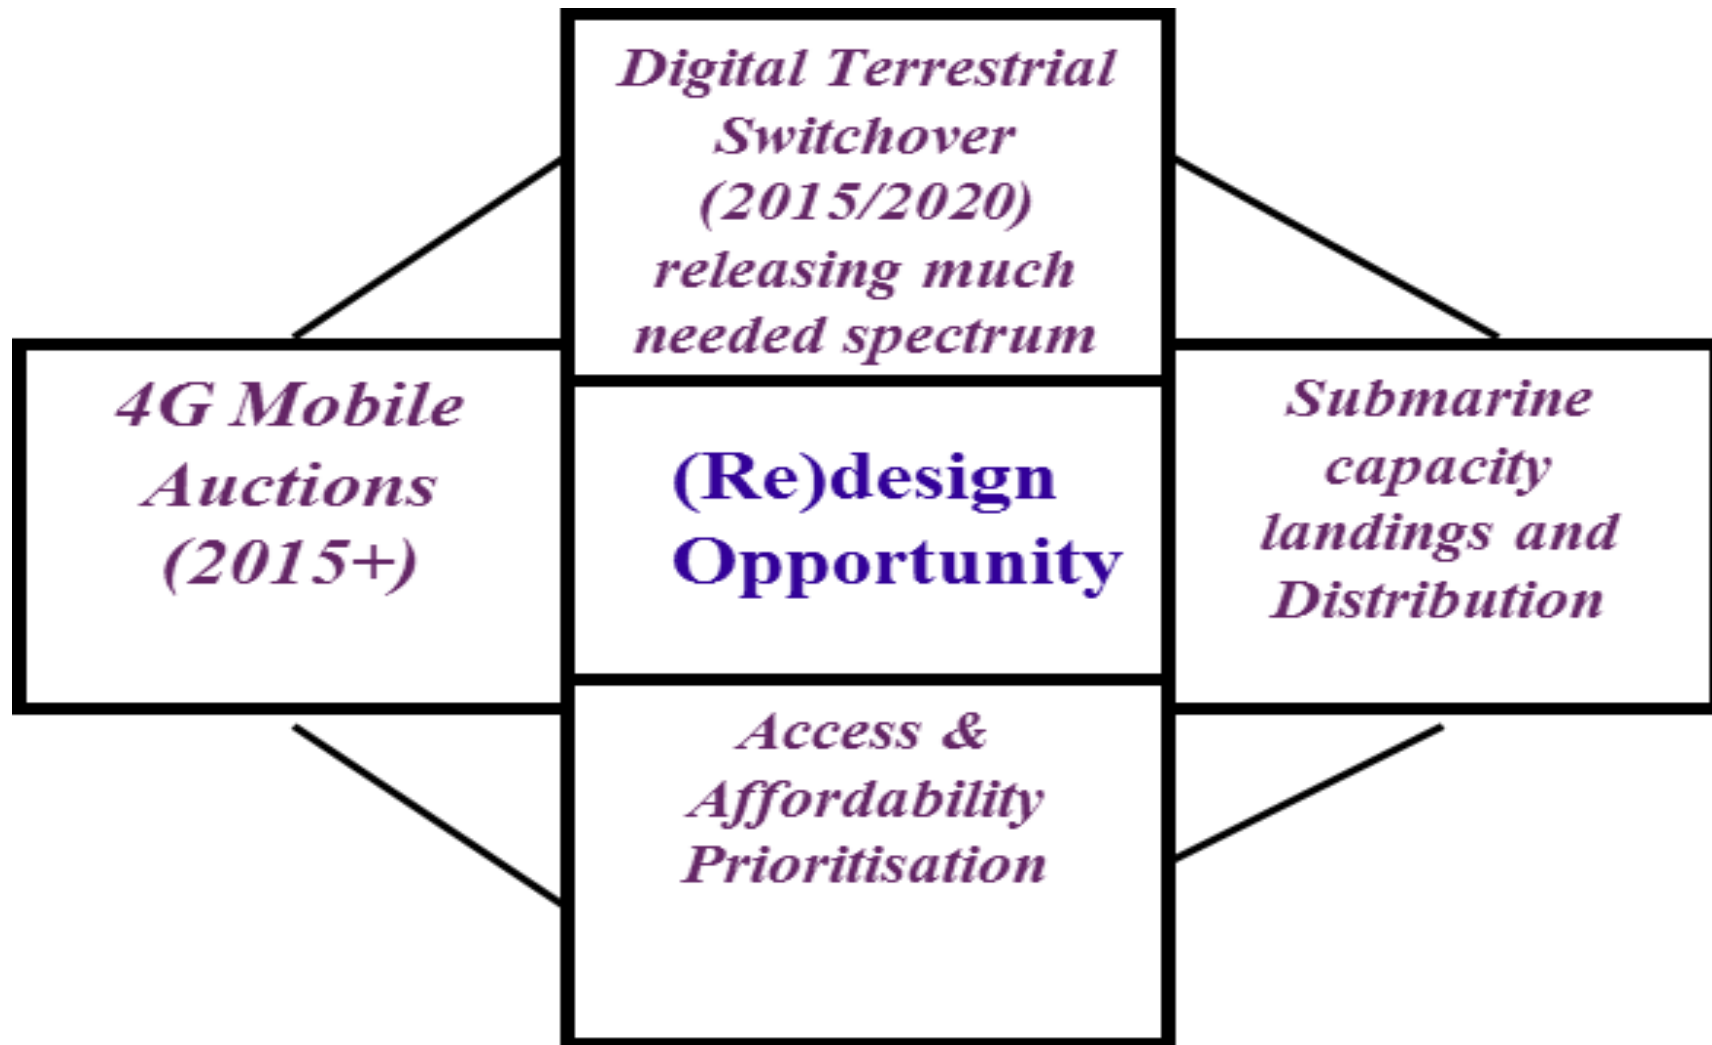 Digital Terrestrial
Switchover
(2015/2020)
releasing much
needed spectrum
4G Mobile
Auctions
(2015+)
(Re)design
Opportunity
Submarine
capacity
landings and
Distribution
Access &
Affordability
Prioritisation